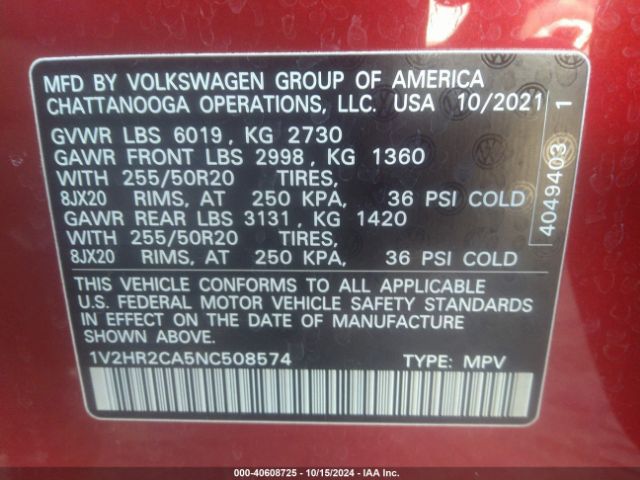 MFD BY VOLKSWAGEN GROUP OF AMERICA
CHATTANOOGA OPERATIONS, LLC. USA 10/2021
GVWR LBS 6019, KG 2730
GAWR FRONT LBS 2998, KG 1360
WITH 255/50R20 TIRES,
8JX20 RIMS, AT 250 KPA, 36 PSI COLD
GAWR REAR LBS 3131, KG 1420
WITH 255/50R20 TIRES,
8JX20 RIMS, AT 250 KPA, 36 PSI COLD
4049403 1
THIS VEHICLE CONFORMS TO ALL APPLICABLE
U.S. FEDERAL MOTOR VEHICLE SAFETY STANDARDS
IN EFFECT ON THE DATE OF MANUFACTURE
SHOWN ABOVE.
1V2HR2CA5NC508574 TYPE: MPV
000-40608725 - 10/15/2024 - IAA Inc.